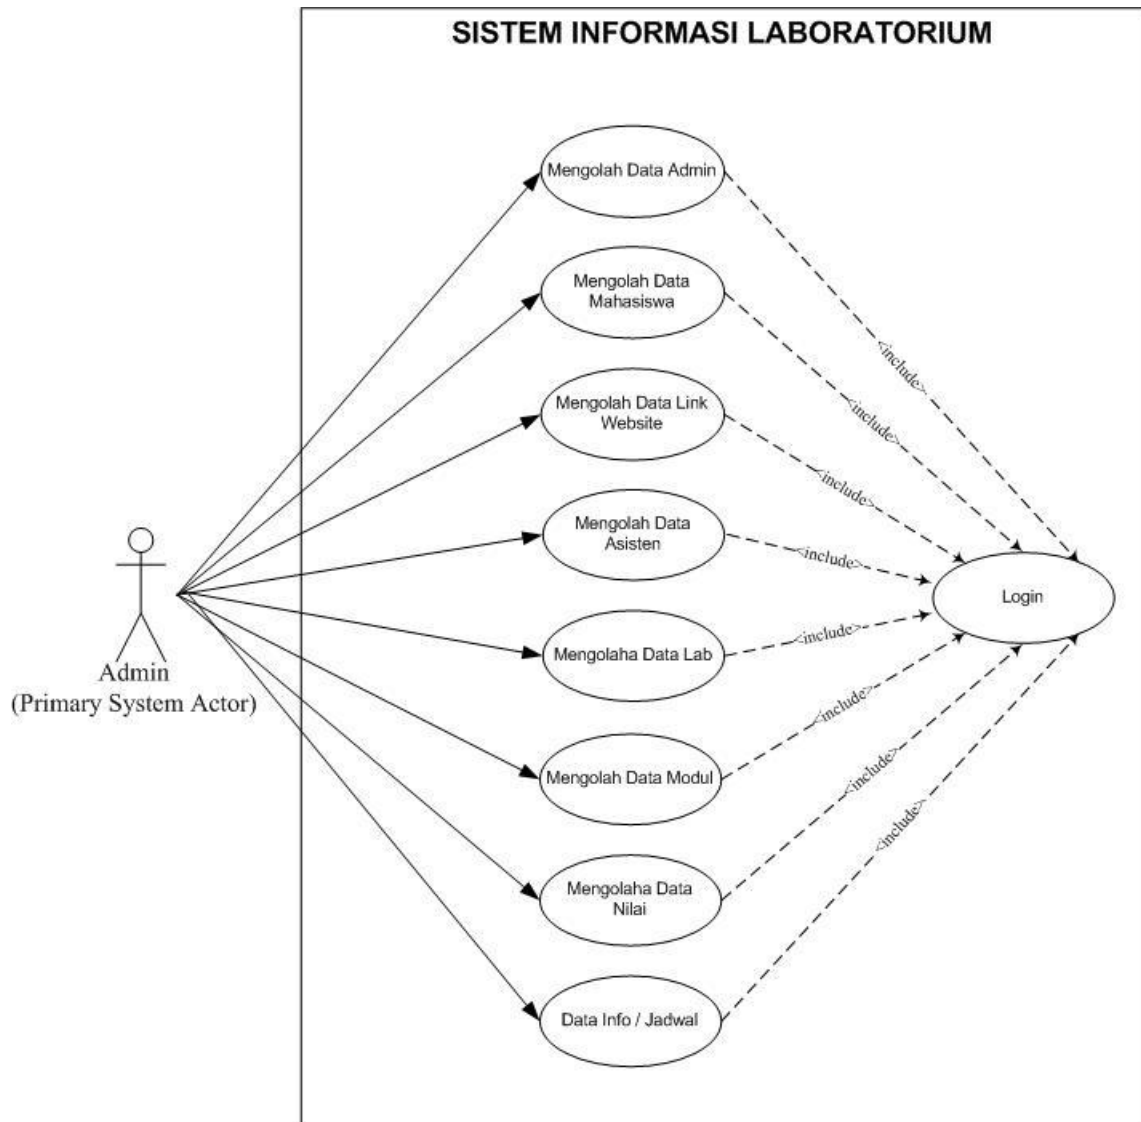 SISTEM INFORMASI LABORATORIUM
Mengolah Data Admin
Mengolah Data
Mahasiswa
<include>
Mengolah Data Link
Website
<include>
<include>
Mengolah Data
Asisten
<include>
Login
Mengolaha Data Lab
<include>
Admin
(Primary System Actor)
Mengolah Data Modul
<include>
<include>
<include>
Mengolaha Data
Nilai
Data Info / Jadwal